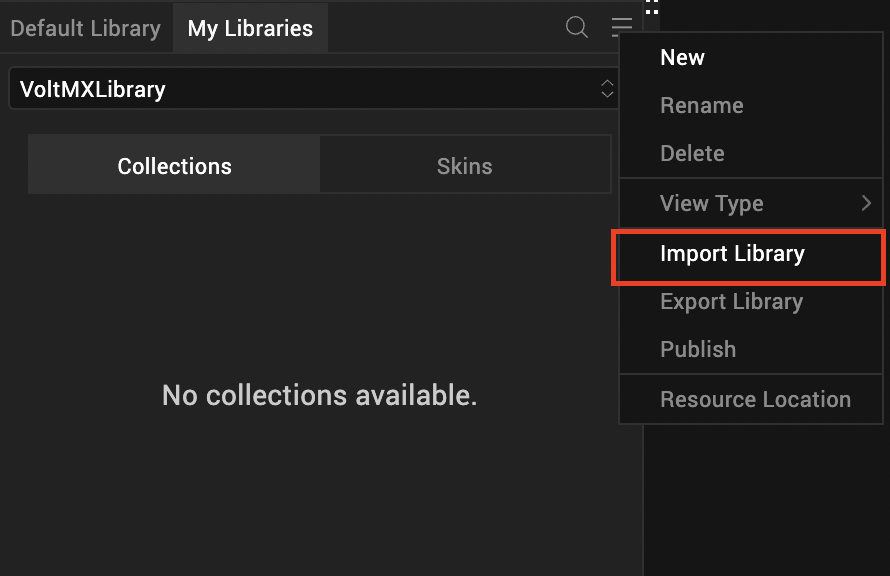 Default Library
My Libraries
VoltMXLibrary
Collections
Skins
No collections available.
New
Rename
Delete
View Type
Import Library
Export Library
Publish
Resource Location